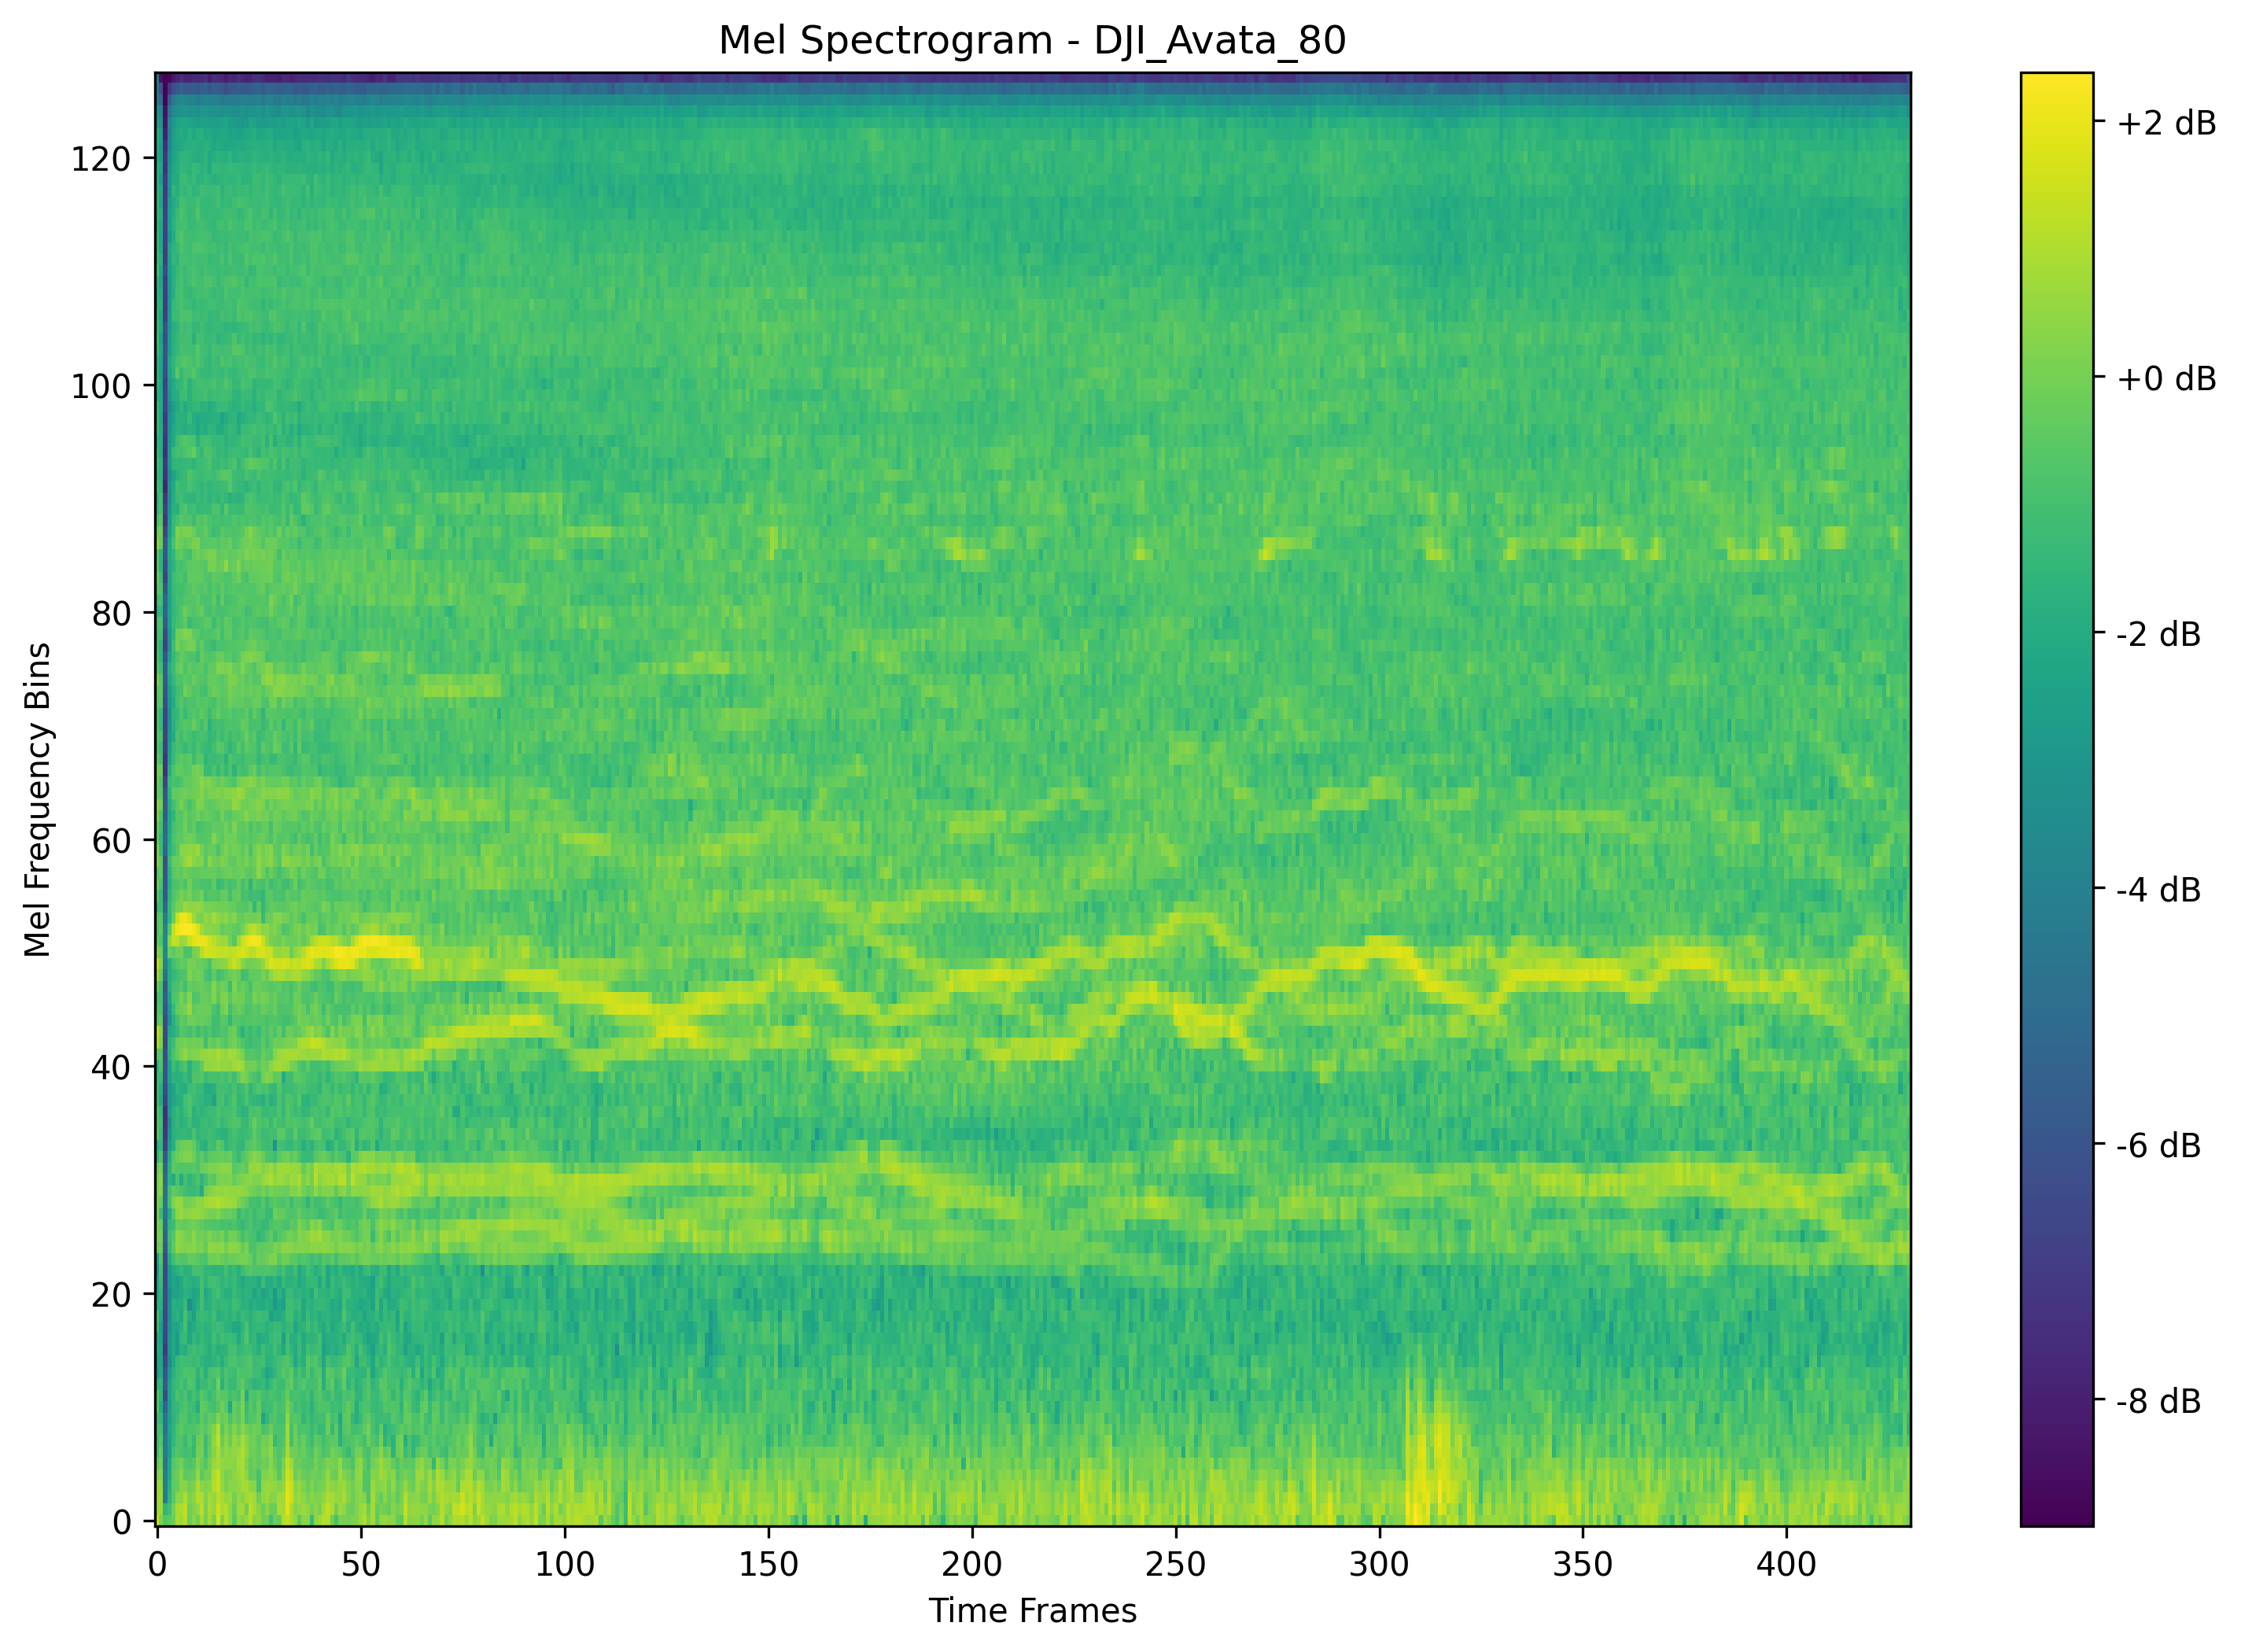 Mel Spectrogram - DJI_Avata_80
Mel Frequency Bins
120
100
80
60
40
20
0
0 50 100 150 200 250 300 350 400
Time Frames
+2 dB
+0 dB
-2 dB
-4 dB
-6 dB
-8 dB